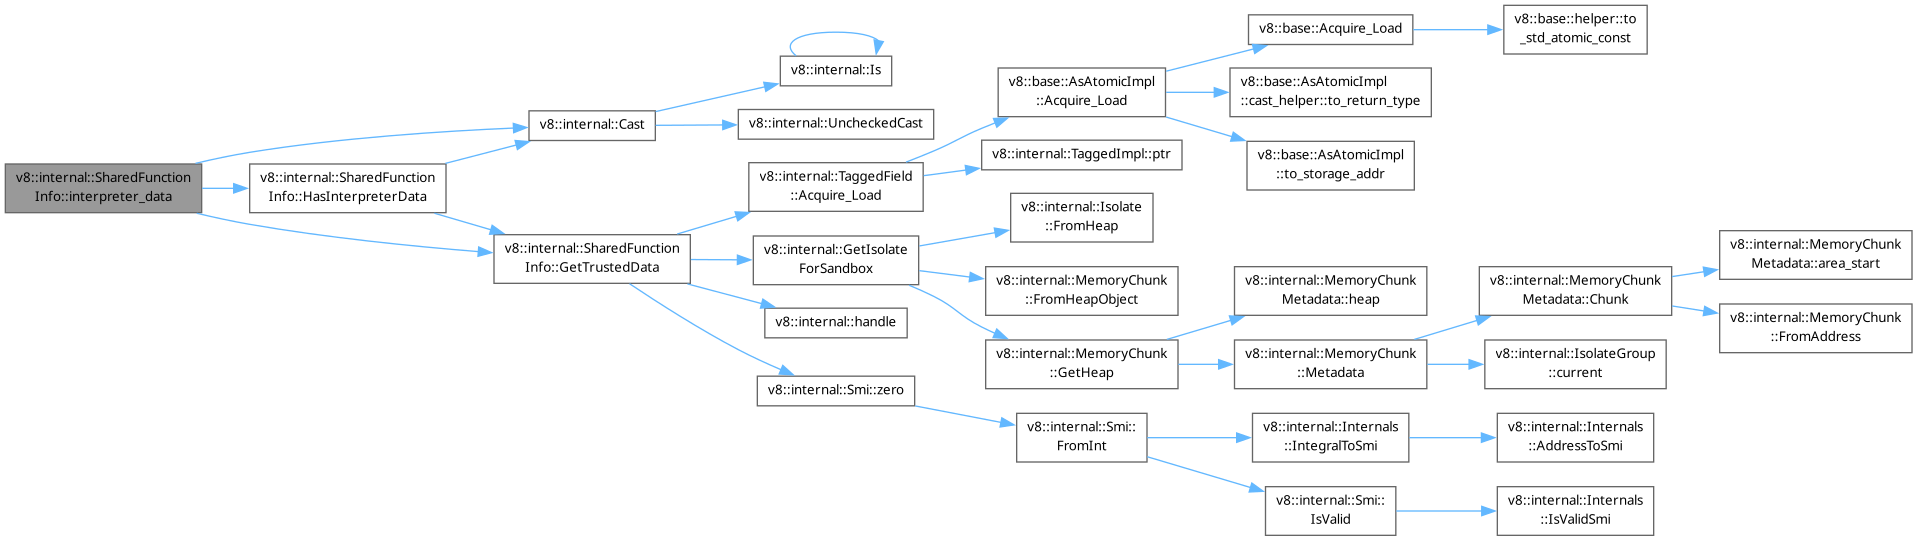 v8::internal::SharedFunction
Info::interpreter_data
v8::internal::SharedFunction
Info::HasInterpreterData
v8::internal::Cast
v8::internal::SharedFunction
Info::GetTrustedData
v8::internal::Is
v8::internal::UncheckedCast
v8::internal::TaggedField
::Acquire_Load
v8::internal::GetIsolate
ForSandbox
v8::internal::handle
v8::internal::Smi::zero
v8::base::AsAtomicImpl
::Acquire_Load
v8::internal::TaggedImpl::ptr
v8::internal::Isolate
::FromHeap
v8::internal::MemoryChunk
::FromHeapObject
v8::internal::MemoryChunk
::GetHeap
v8::internal::Smi::
FromInt
v8::base::Acquire_Load
v8::base::AsAtomicImpl
::cast_helper::to_return_type
v8::base::AsAtomicImpl
::to_storage_addr
v8::internal::MemoryChunk
Metadata::heap
v8::internal::MemoryChunk
::Metadata
v8::internal::Internals
::IntegralToSmi
v8::internal::Smi::
IsValid
v8::base::helper::to
_std_atomic_const
v8::internal::MemoryChunk
Metadata::Chunk
v8::internal::IsolateGroup
::current
v8::internal::Internals
::AddressToSmi
v8::internal::Internals
::IsValidSmi
v8::internal::MemoryChunk
Metadata::area_start
v8::internal::MemoryChunk
::FromAddress